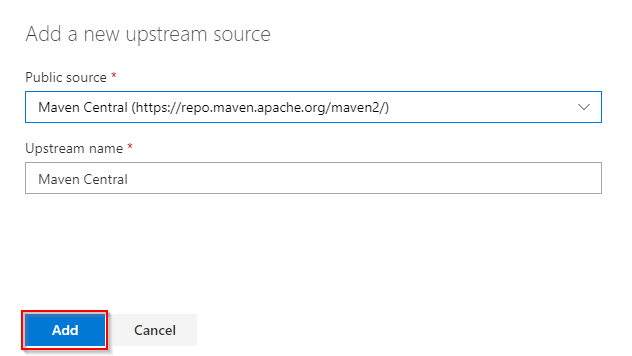 Add a new upstream source
Public source *
Maven Central (https://repo.maven.apache.org/maven2/)
Upstream name *
Maven Central
Add Cancel